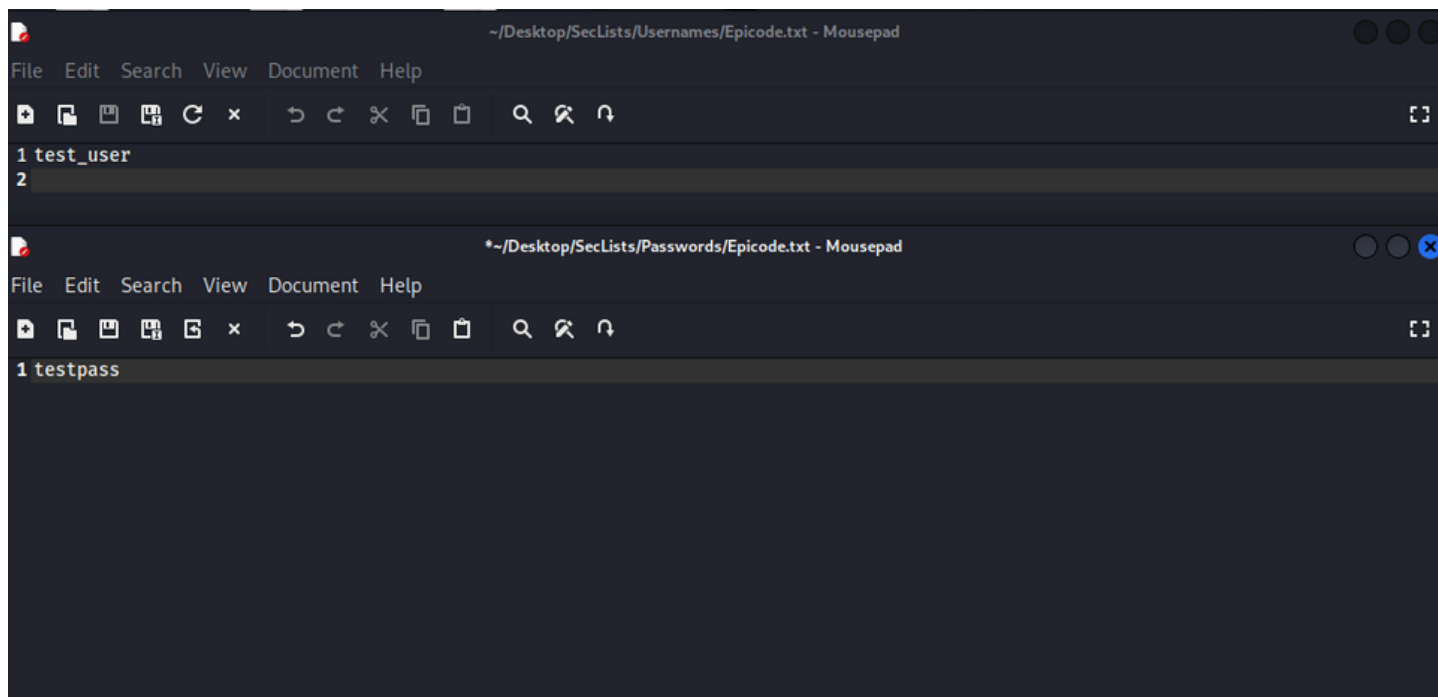 ~/Desktop/SecLists/Usernames/Epicode.txt - Mousepad
File Edit Search View Document Help
1 test_user
2
*~/Desktop/SecLists/Passwords/Epicode.txt - Mousepad
File Edit Search View Document Help
1 testpass